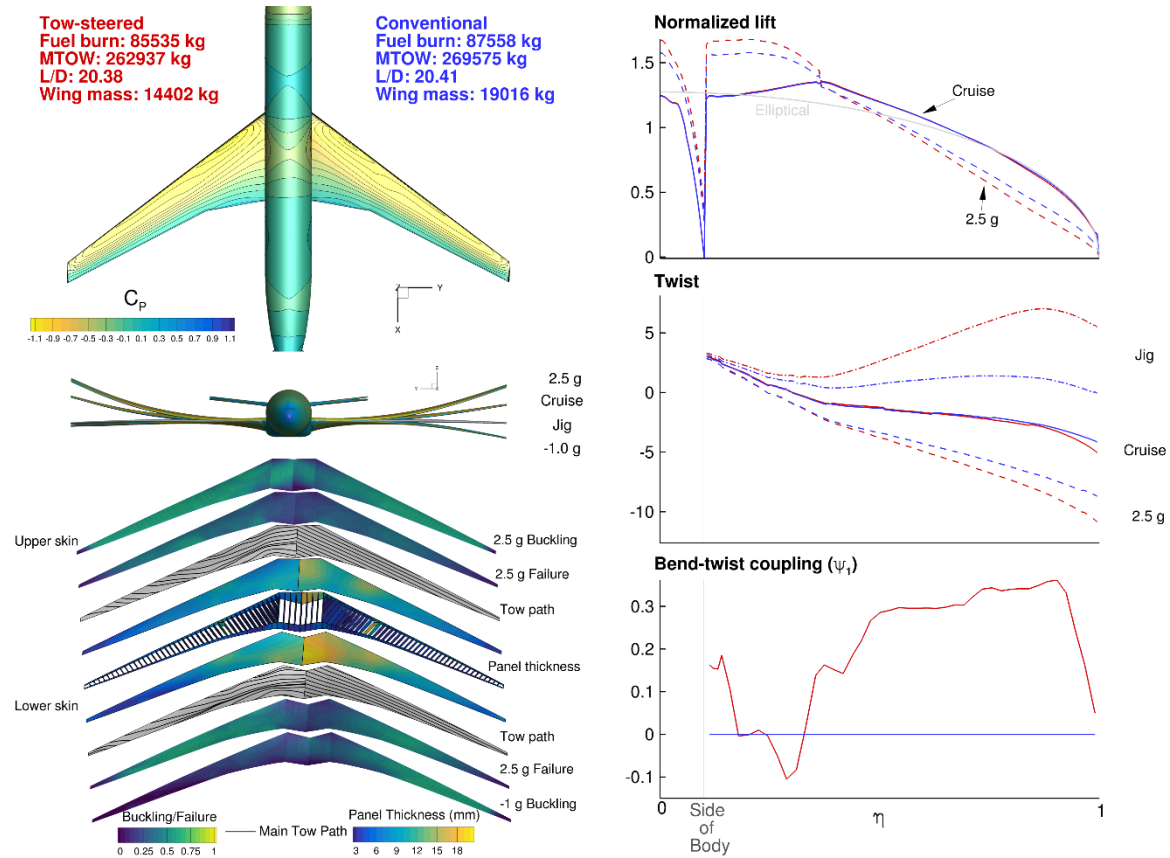 Tow-steered
Fuel burn: 85535 kg
MTOW: 262937 kg
L/D: 20.38
Wing mass: 14402 kg
Conventional
Fuel burn: 87558 kg
MTOW: 269575 kg
L/D: 20.41
Wing mass: 19016 kg
C_P
-1.1 -0.9 -0.7 -0.5 -0.3 -0.1 0.1 0.3 0.5 0.7 0.9 1.1
Z Y
X
Z
Y X
2.5 g
Cruise
Jig
-1.0 g
Upper skin
2.5 g Buckling
2.5 g Failure
Tow path
Panel thickness
Lower skin
Tow path
2.5 g Failure
-1 g Buckling
Buckling/Failure
0 0.25 0.5 0.75 1
Main Tow Path
Panel Thickness (mm)
3 6 9 12 15 18
Normalized lift
1.5
1
0.5
0
Cruise
Elliptical
2.5 g
Twist
5
0
-5
-10
Jig
Cruise
2.5 g
Bend-twist coupling (ψ₁)
0.3
0.2
0.1
0
-0.1
0 η 1
Side
of
Body